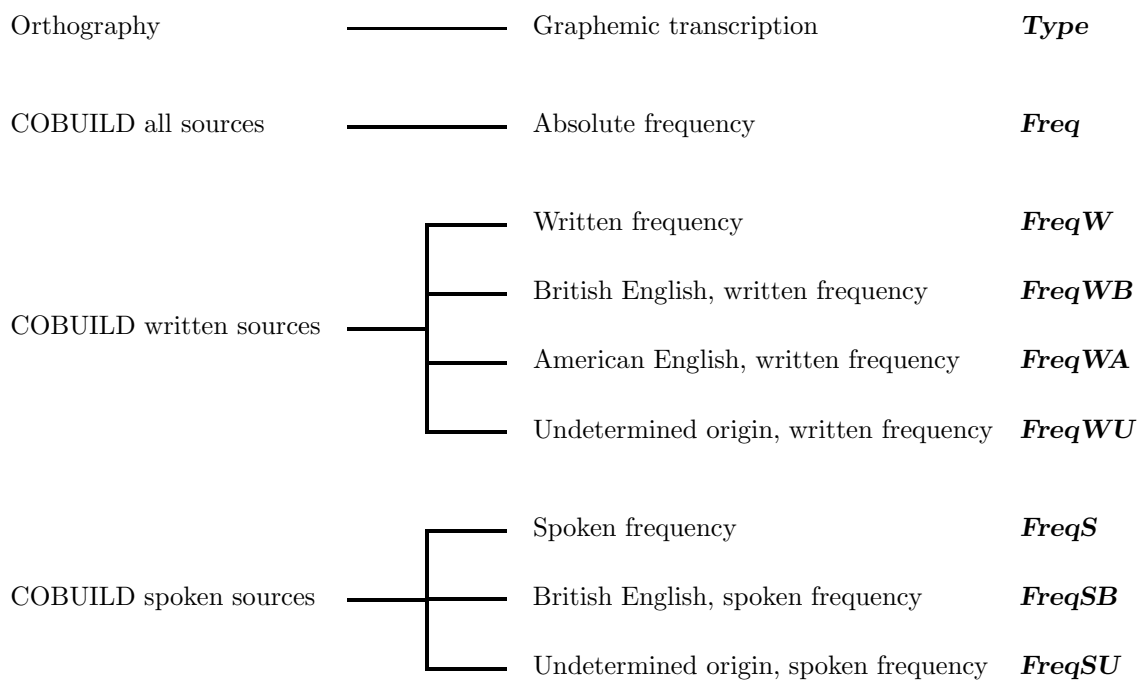 Orthography Graphemic transcription Type
COBUILD all sources Absolute frequency Freq
Written frequency FreqW
British English, written frequency FreqWB
COBUILD written sources
American English, written frequency FreqWA
Undetermined origin, written frequency FreqWU
Spoken frequency FreqS
COBUILD spoken sources British English, spoken frequency FreqSB
Undetermined origin, spoken frequency FreqSU